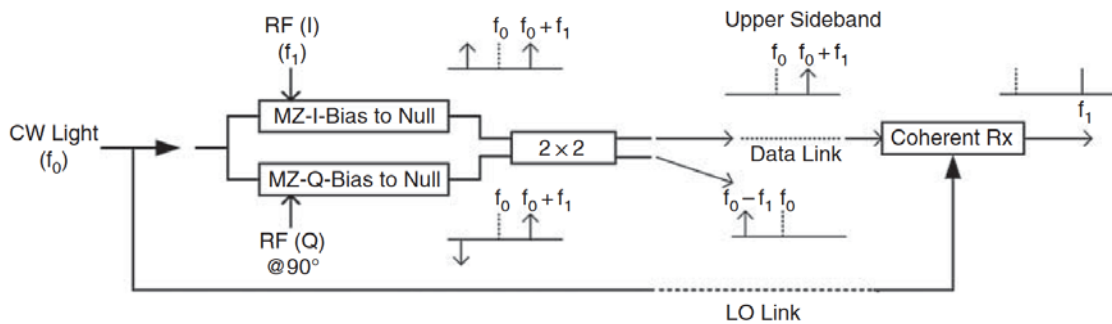 RF (I)
(f₁)
f₀ f₀+f₁
Upper Sideband
f₀ f₀+f₁
CW Light
(f₀)
MZ-I-Bias to Null
MZ-Q-Bias to Null
2 × 2
Data Link
Coherent Rx
f₁
RF (Q)
@90°
f₀ f₀+f₁
f₀−f₁ f₀
LO Link